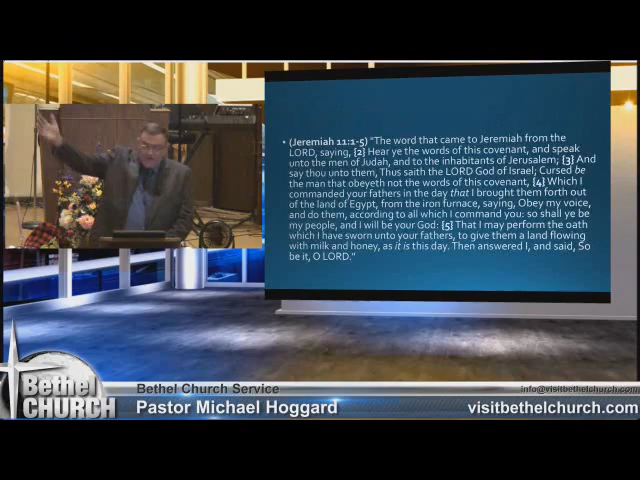 • (Jeremiah 11:1-5) "The word that came to Jeremiah from the
LORD, saying, [2] Hear ye the words of this covenant, and speak
unto the men of Judah, and to the inhabitants of Jerusalem; [3] And
say thou unto them, Thus saith the LORD God of Israel; Cursed be
the man that obeyeth not the words of this covenant, [4] Which I
commanded your fathers in the day that I brought them forth out
of the land of Egypt, from the iron furnace, saying, Obey my voice,
and do them, according to all which I command you: so shall ye be
my people, and I will be your God: [5] That I may perform the oath
which I have sworn unto your fathers, to give them a land flowing
with milk and honey, as it is this day. Then answered I, and said, So
be it, O LORD."
Bethel
CHURCH
Bethel Church Service
info@visitbethelchurch.com
Pastor Michael Hoggard
visitbethelchurch.com